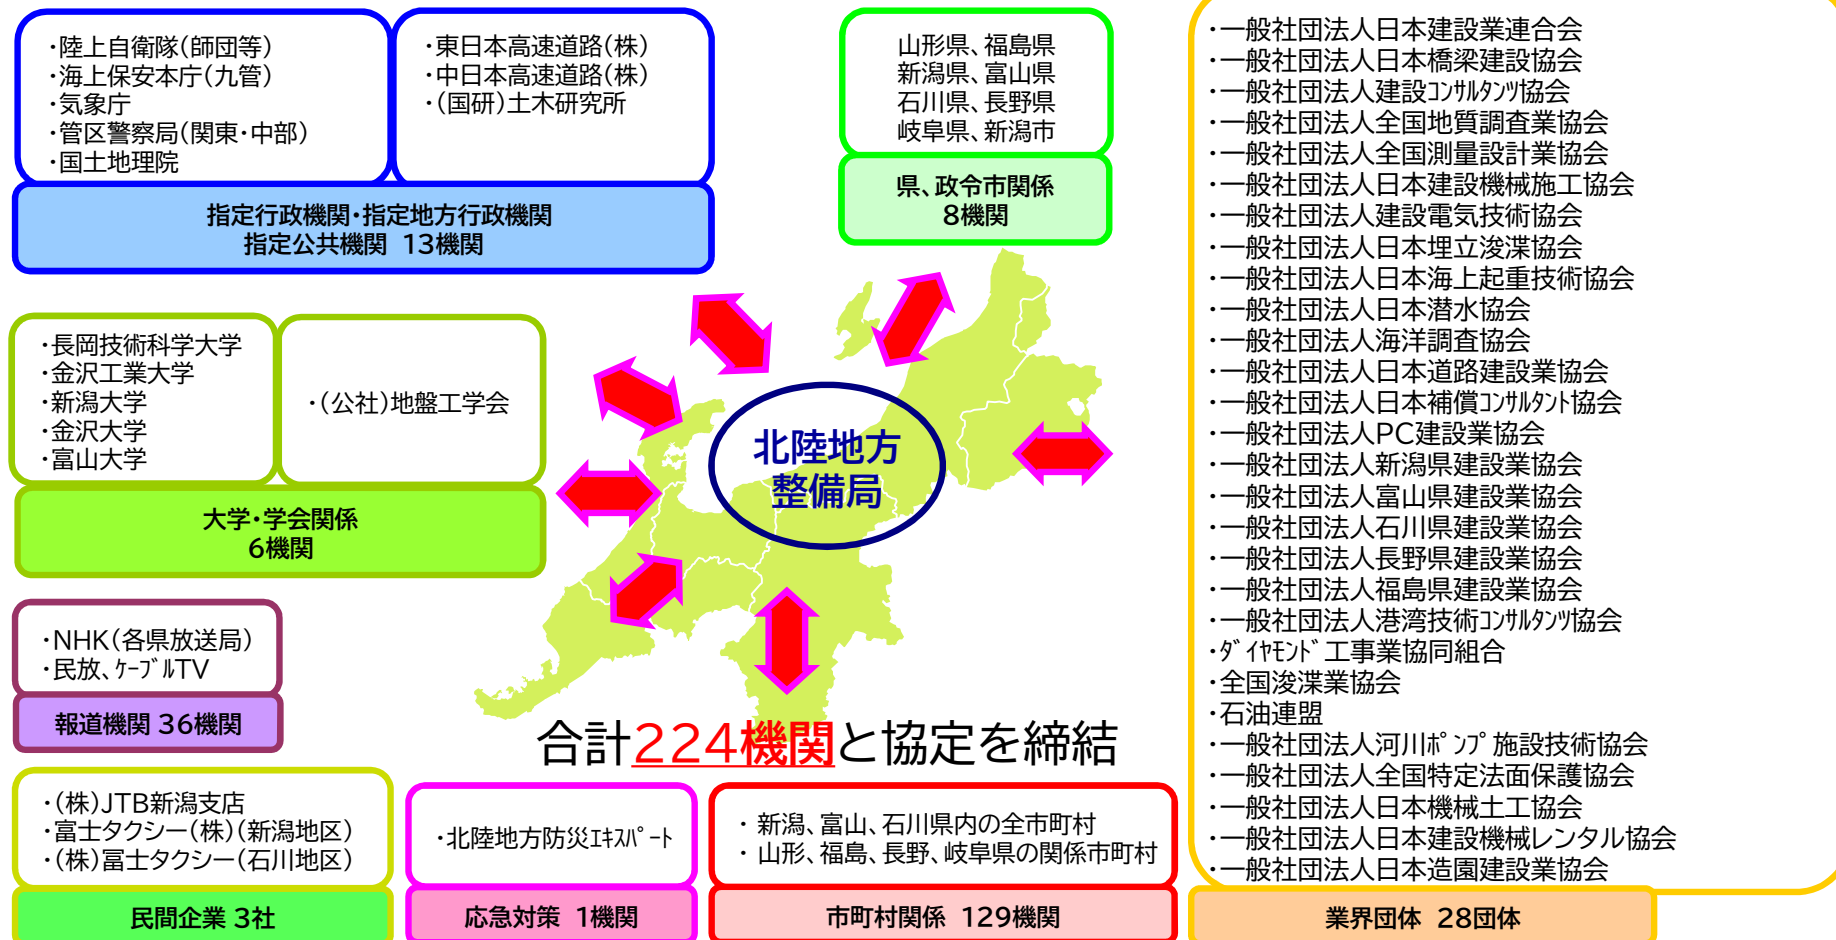 ・陸上自衛隊(師団等)
・海上保安本庁(九管)
・気象庁
・管区警察局(関東・中部)
・国土地理院
・東日本高速道路(株)
・中日本高速道路(株)
・(国研)土木研究所
指定行政機関・指定地方行政機関
指定公共機関 13機関
山形県、福島県
新潟県、富山県
石川県、長野県
岐阜県、新潟市
県、政令市関係
8機関
・長岡技術科学大学
・金沢工業大学
・新潟大学
・金沢大学
・富山大学
・(公社)地盤工学会
大学・学会関係
6機関
北陸地方
整備局
・NHK(各県放送局)
・民放、ｹｰﾌﾞﾙTV
報道機関 36機関
合計224機関と協定を締結
・(株)JTB新潟支店
・富士タクシー(株)(新潟地区)
・(株)冨士タクシー(石川地区)
民間企業 3社
・北陸地方防災ｴｷｽﾊﾟｰﾄ
応急対策 1機関
・ 新潟、富山、石川県内の全市町村
・ 山形、福島、長野、岐阜県の関係市町村
市町村関係 129機関
・一般社団法人日本建設業連合会
・一般社団法人日本橋梁建設協会
・一般社団法人建設ｺﾝｻﾙﾀﾝﾂ協会
・一般社団法人全国地質調査業協会
・一般社団法人全国測量設計業協会
・一般社団法人日本建設機械施工協会
・一般社団法人建設電気技術協会
・一般社団法人日本埋立浚渫協会
・一般社団法人日本海上起重技術協会
・一般社団法人日本潜水協会
・一般社団法人海洋調査協会
・一般社団法人日本道路建設業協会
・一般社団法人日本補償ｺﾝｻﾙﾀﾝﾄ協会
・一般社団法人PC建設業協会
・一般社団法人新潟県建設業協会
・一般社団法人富山県建設業協会
・一般社団法人石川県建設業協会
・一般社団法人長野県建設業協会
・一般社団法人福島県建設業協会
・一般社団法人港湾技術ｺﾝｻﾙﾀﾝﾂ協会
・ﾀﾞｲﾔﾓﾝﾄﾞ工事業協同組合
・全国浚渫業協会
・石油連盟
・一般社団法人河川ﾎﾟﾝﾌﾟ施設技術協会
・一般社団法人全国特定法面保護協会
・一般社団法人日本機械土工協会
・一般社団法人日本建設機械レンタル協会
・一般社団法人日本造園建設業協会
業界団体 28団体